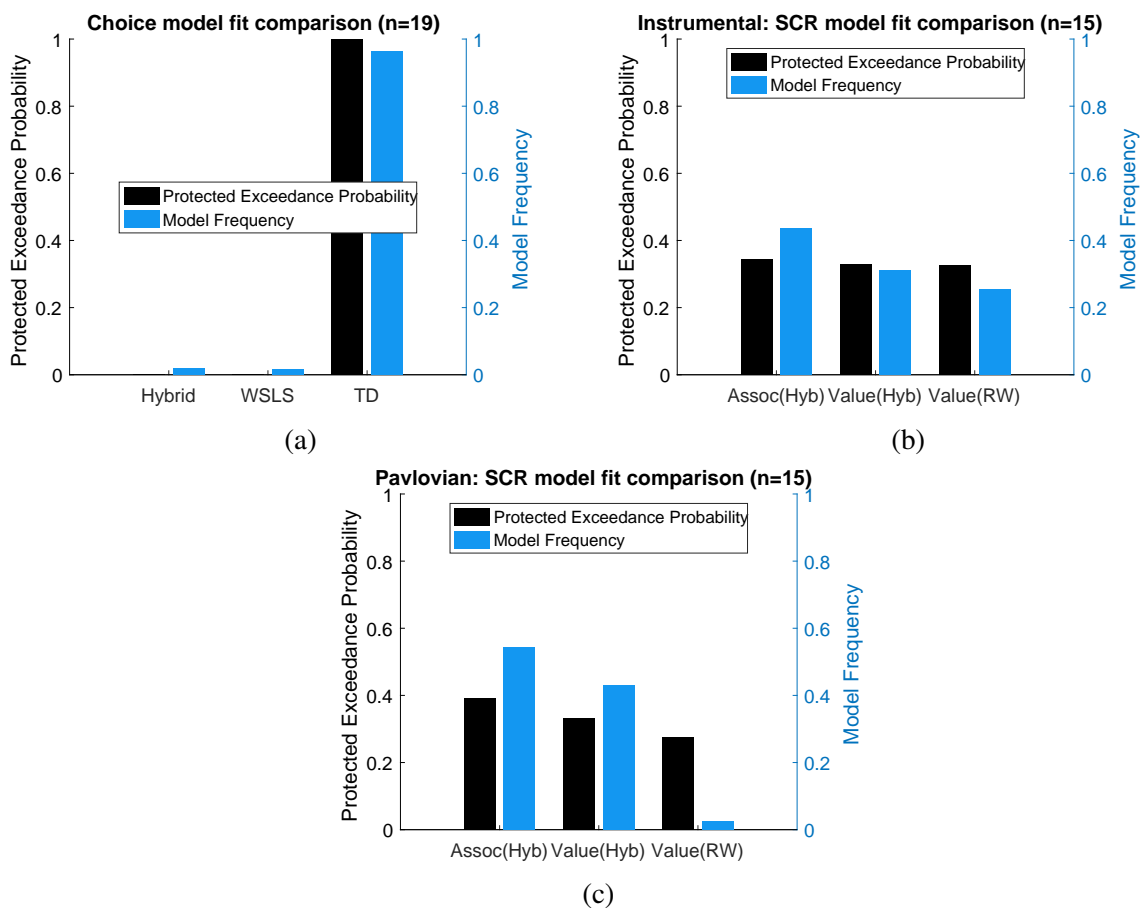 Choice model fit comparison (n=19)
Protected Exceedance Probability
1
0.8
0.6
0.4
0.2
0
Protected Exceedance Probability
Model Frequency
Hybrid
WSLS
TD
1
0.8
0.6
0.4
0.2
0
Model Frequency
(a)
Instrumental: SCR model fit comparison (n=15)
Protected Exceedance Probability
1
0.8
0.6
0.4
0.2
0
Protected Exceedance Probability
Model Frequency
Assoc(Hyb)
Value(Hyb)
Value(RW)
1
0.8
0.6
0.4
0.2
0
Model Frequency
(b)
Pavlovian: SCR model fit comparison (n=15)
Protected Exceedance Probability
1
0.8
0.6
0.4
0.2
0
Protected Exceedance Probability
Model Frequency
Assoc(Hyb)
Value(Hyb)
Value(RW)
1
0.8
0.6
0.4
0.2
0
Model Frequency
(c)